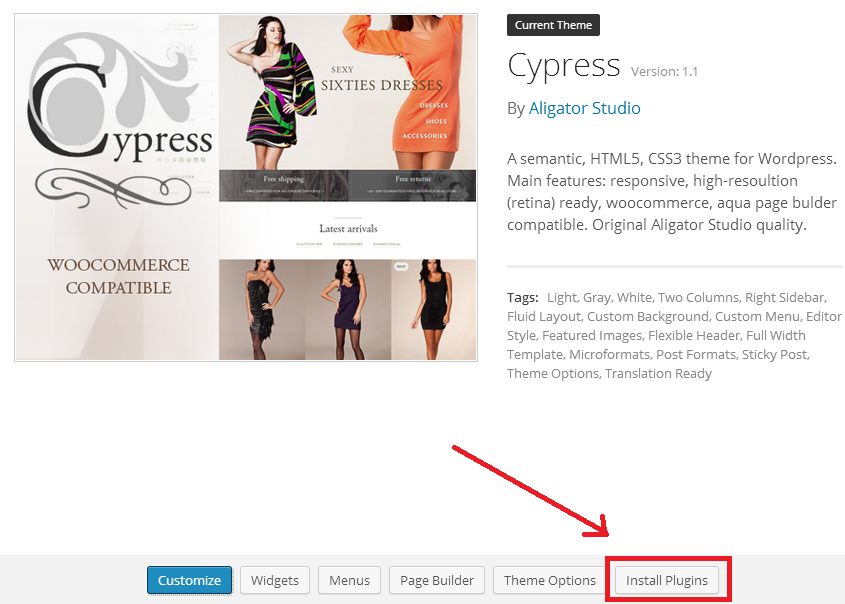 Cypress
WOOCOMMERCE
COMPATIBLE
SEXY
SIXTIES DRESSES
DRESSES
SHOES
ACCESSORIES
Free shipping
Free returns
Latest arrivals
Current Theme
Cypress Version: 1.1
By Aligator Studio
A semantic, HTML5, CSS3 theme for Wordpress.
Main features: responsive, high-resoultion
(retina) ready, woocommerce, aqua page bulder
compatible. Original Aligator Studio quality.
Tags: Light, Gray, White, Two Columns, Right Sidebar,
Fluid Layout, Custom Background, Custom Menu, Editor
Style, Featured Images, Flexible Header, Full Width
Template, Microformats, Post Formats, Sticky Post,
Theme Options, Translation Ready
Customize Widgets Menus Page Builder Theme Options Install Plugins